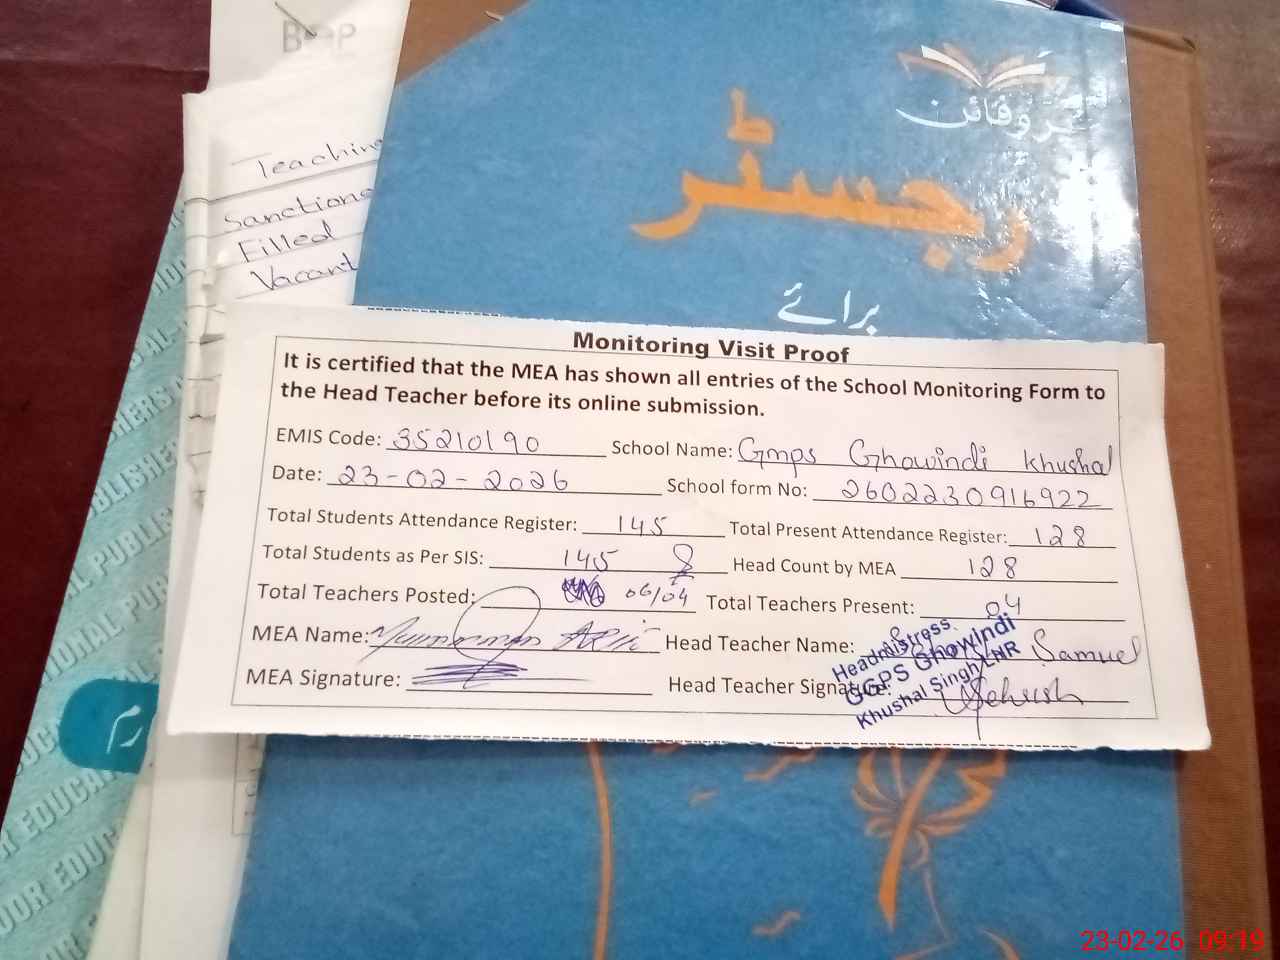 BOP
Teaching
Sanctione
Filled
Vacant
پروفائن
رجسٹر
برائے
Monitoring Visit Proof
It is certified that the MEA has shown all entries of the School Monitoring Form to
the Head Teacher before its online submission.
EMIS Code: 35210190 School Name: Gmps Ghowindi Khushal
Date: 23-02-2026 School form No: 2602230916922
Total Students Attendance Register: 145 Total Present Attendance Register: 128
Total Students as Per SIS: 145 Head Count by MEA 128
Total Teachers Posted: 06/04 Total Teachers Present: 04
MEA Name: Head Teacher Name: Samuel
MEA Signature: Head Teacher Signature:
Headmistress
GGPS Ghowindi
Khushal Singh LHR
23-02-26 09:19